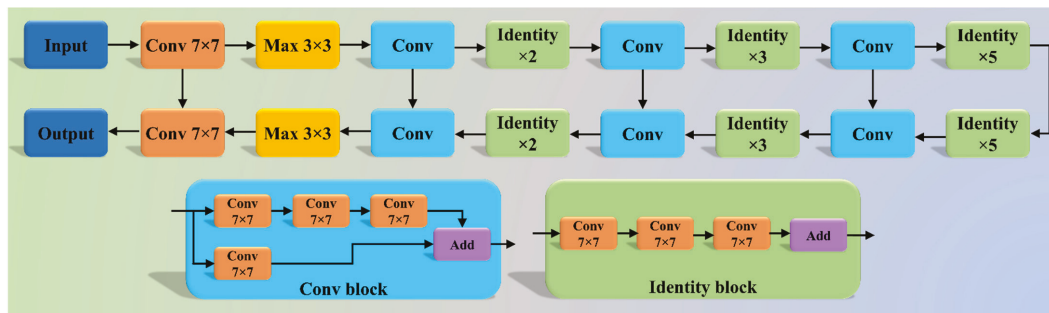 Input
Conv 7×7
Max 3×3
Conv
Identity
×2
Conv
Identity
×3
Conv
Identity
×5
Output
Conv 7×7
Max 3×3
Conv
Identity
×2
Conv
Identity
×3
Conv
Identity
×5
Conv
7×7
Conv
7×7
Conv
7×7
Conv
7×7
Add
Conv block
Conv
7×7
Conv
7×7
Conv
7×7
Add
Identity block